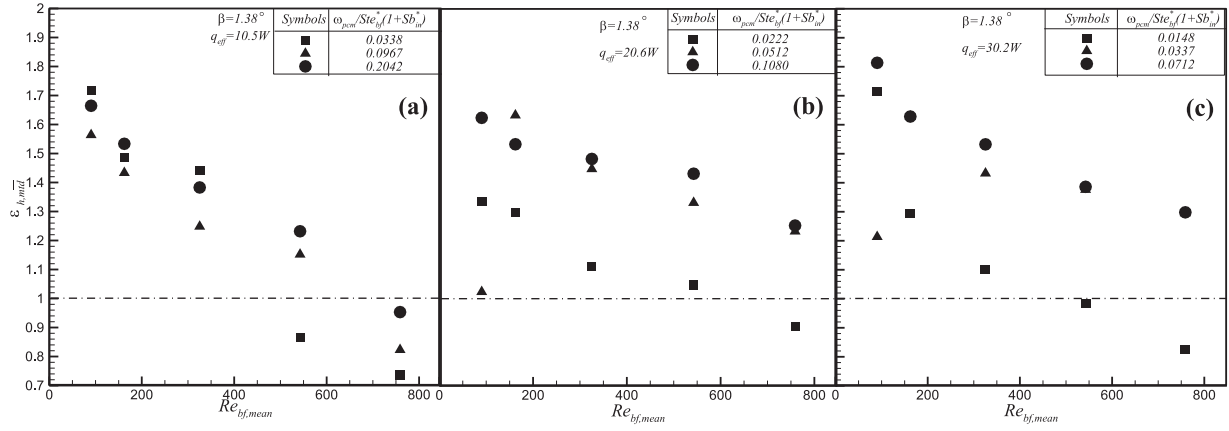 β=1.38°
q_eff=10.5W
Symbols ω_pcm/Ste*_bf(1+Sb*_in)
0.0338
0.0967
0.2042
(a)
β=1.38°
q_eff=20.6W
Symbols ω_pcm/Ste*_bf(1+Sb*_in)
0.0222
0.0512
0.1080
(b)
β=1.38°
q_eff=30.2W
Symbols ω_pcm/Ste*_bf(1+Sb*_in)
0.0148
0.0337
0.0712
(c)
ε_h,mtd
2
1.9
1.8
1.7
1.6
1.5
1.4
1.3
1.2
1.1
1
0.9
0.8
0.7
0 200 400 600 800
Re_bf,mean
0 200 400 600 800
Re_bf,mean
0 200 400 600 800
Re_bf,mean